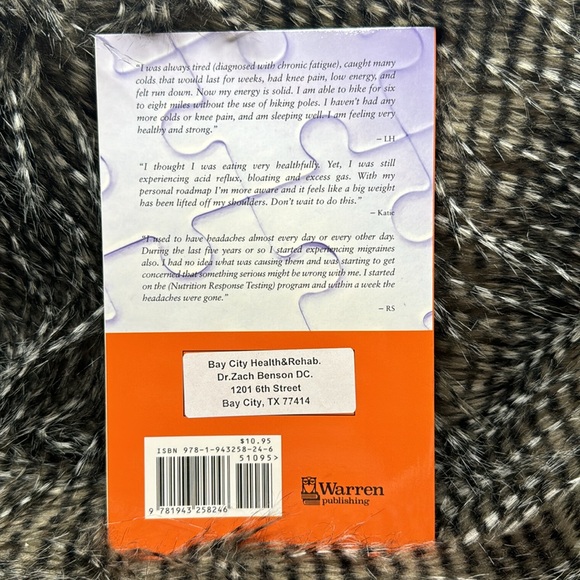 "I was always tired (diagnosed with chronic fatigue), caught many
colds that would last for weeks, had knee pain, low energy, and
felt run down. Now my energy is solid. I am able to hike for six
to eight miles without the use of hiking poles. I haven't had any
more colds or knee pain, and am sleeping well. I am feeling very
healthy and strong."
– LH
"I thought I was eating very healthfully. Yet, I was still
experiencing acid reflux, bloating and excess gas. With my
personal roadmap I'm more aware and it feels like a big weight
has been lifted off my shoulders. Don't wait to do this."
– Katie
"I used to have headaches almost every day or every other day.
During the last five years or so I started experiencing migraines
also. I had no idea what was causing them and was starting to get
concerned that something serious might be wrong with me. I started
on the (Nutrition Response Testing) program and within a week the
headaches were gone."
– RS
Bay City Health&Rehab.
Dr.Zach Benson DC.
1201 6th Street
Bay City, TX 77414
$10.95
ISBN 978-1-943258-24-6
51095>
9 781943 258246
Warren
publishing